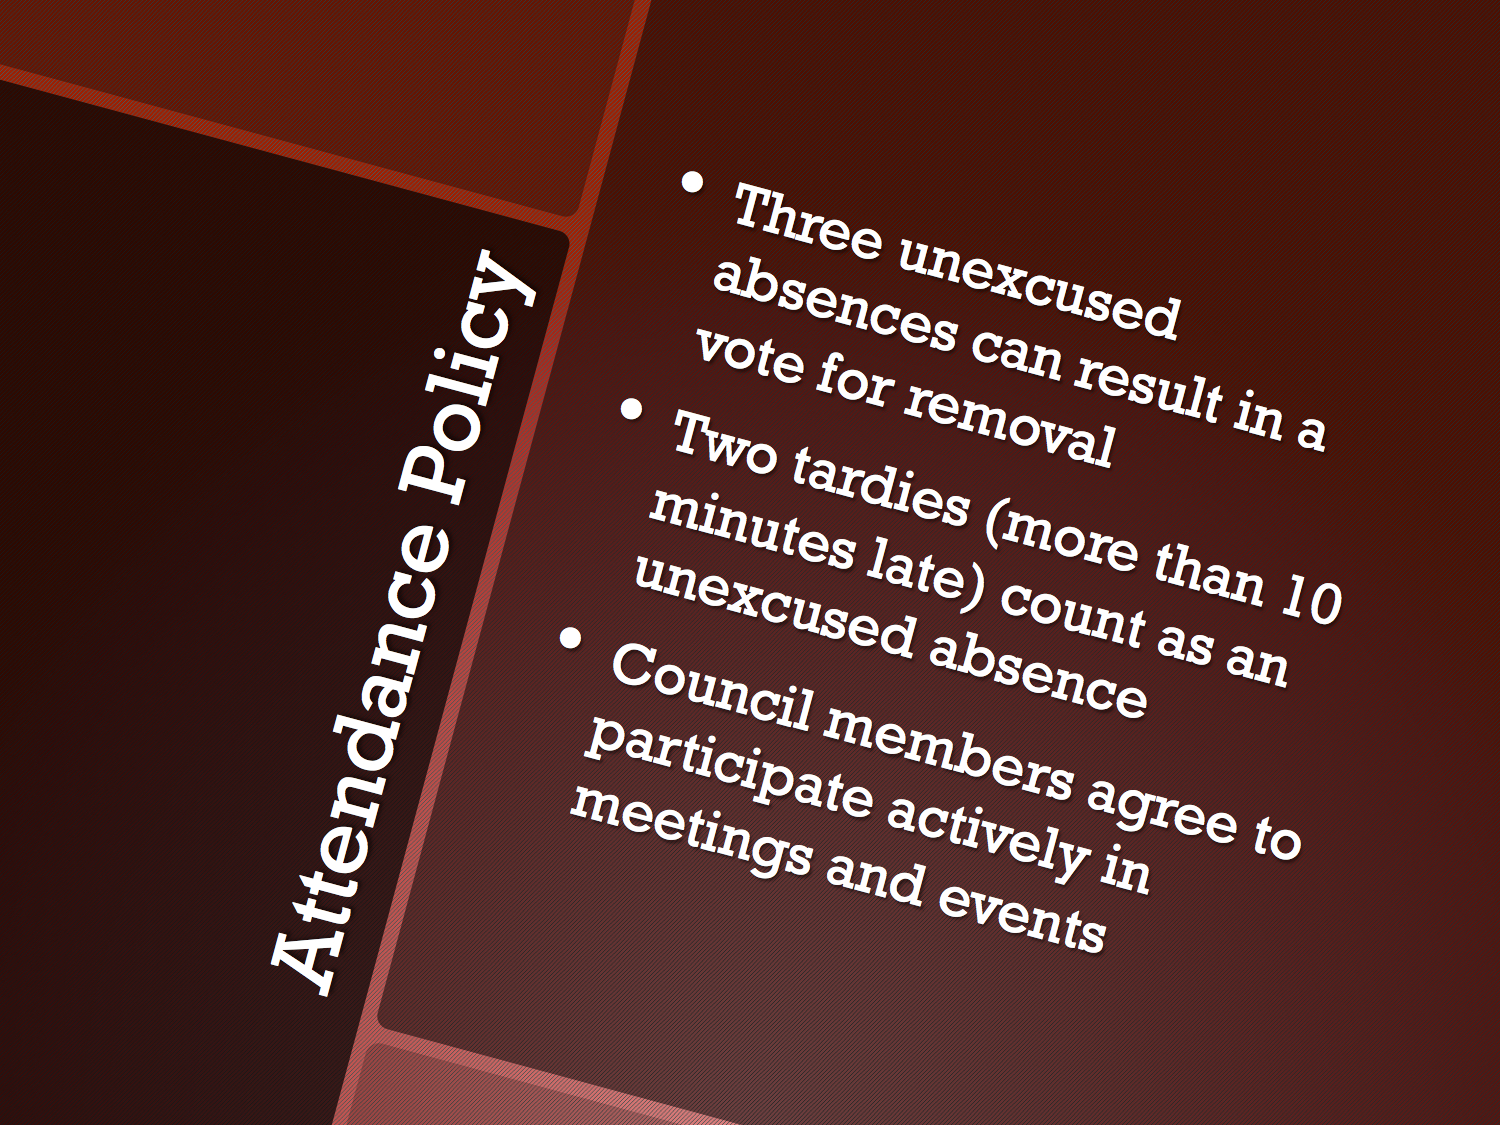 Attendance Policy
• Three unexcused
absences can result in a
vote for removal
• Two tardies (more than 10
minutes late) count as an
unexcused absence
• Council members agree to
participate actively in
meetings and events